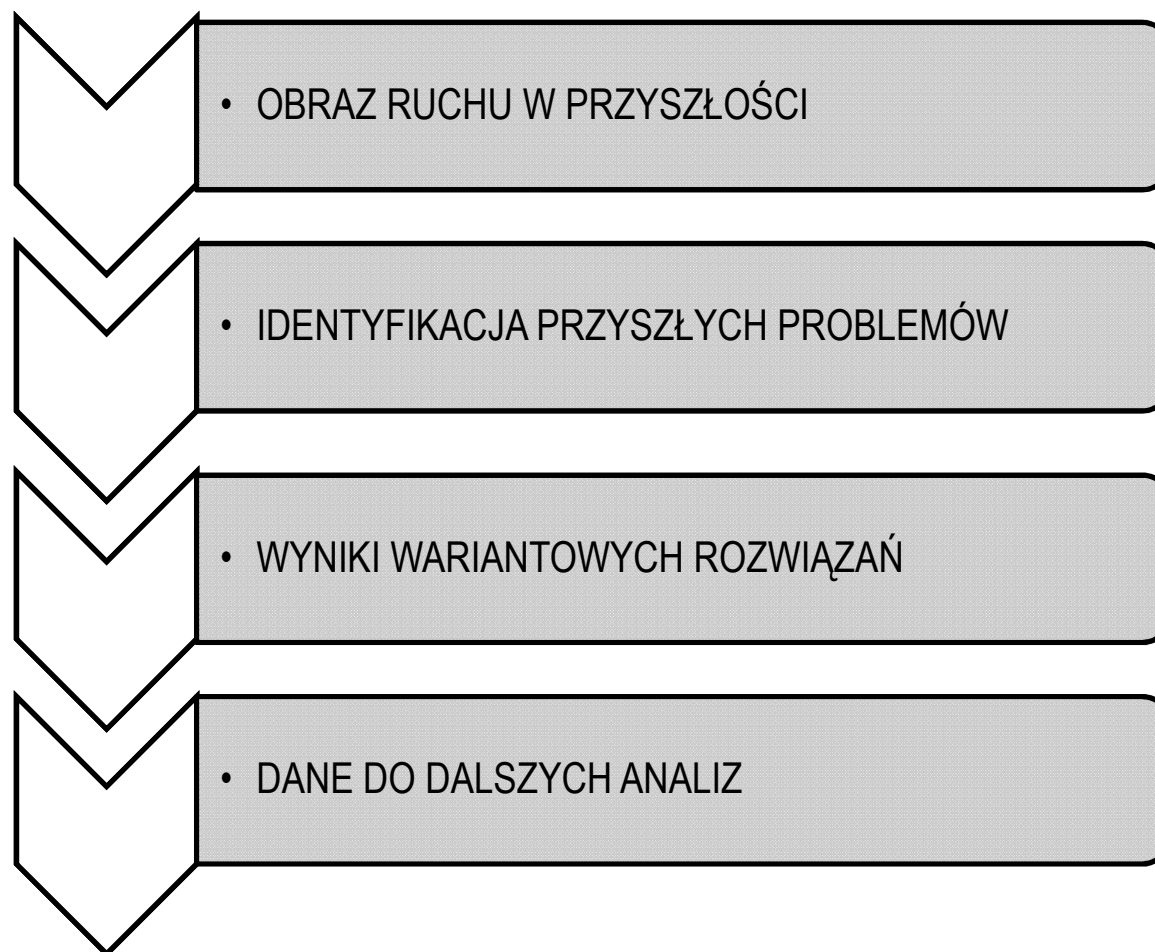 • OBRAZ RUCHU W PRZYSZŁOŚCI
• IDENTYFIKACJA PRZYSZŁYCH PROBLEMÓW
• WYNIKI WARIANTOWYCH ROZWIĄZAŃ
• DANE DO DALSZYCH ANALIZ